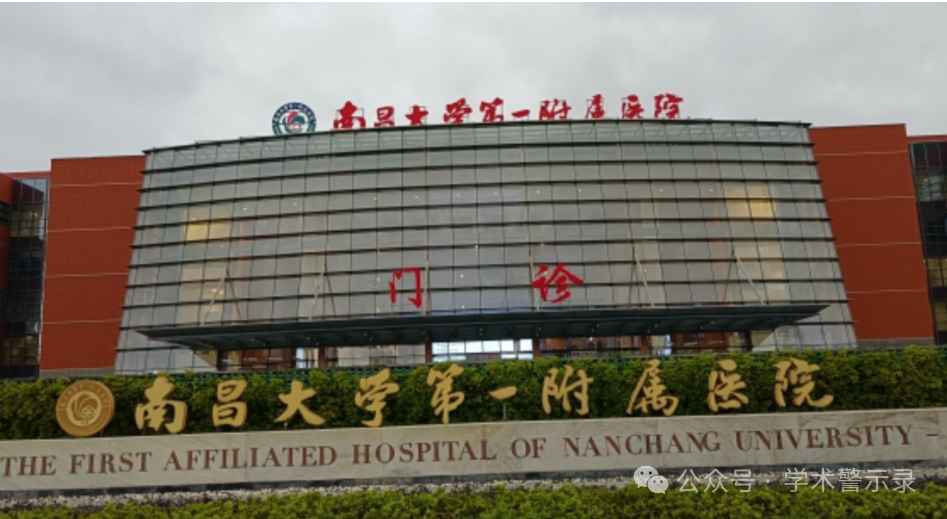 南昌大学第一附属医院
门诊
南昌大学第一附属医院
THE FIRST AFFILIATED HOSPITAL OF NANCHANG UNIVERSITY
公众号 · 学术警示录